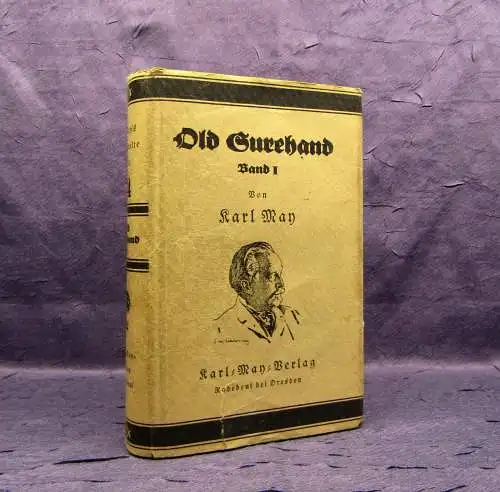 Old Surehand
Band I
Von
Karl May
Karl-May-Verlag
Radebeul bei Dresden